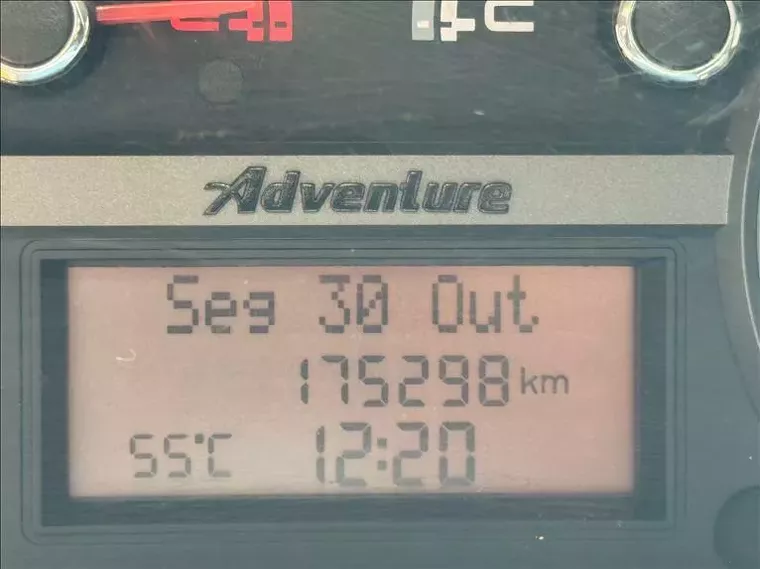 Adventure
Seg 30 Out
175298 km
55°C 12:20